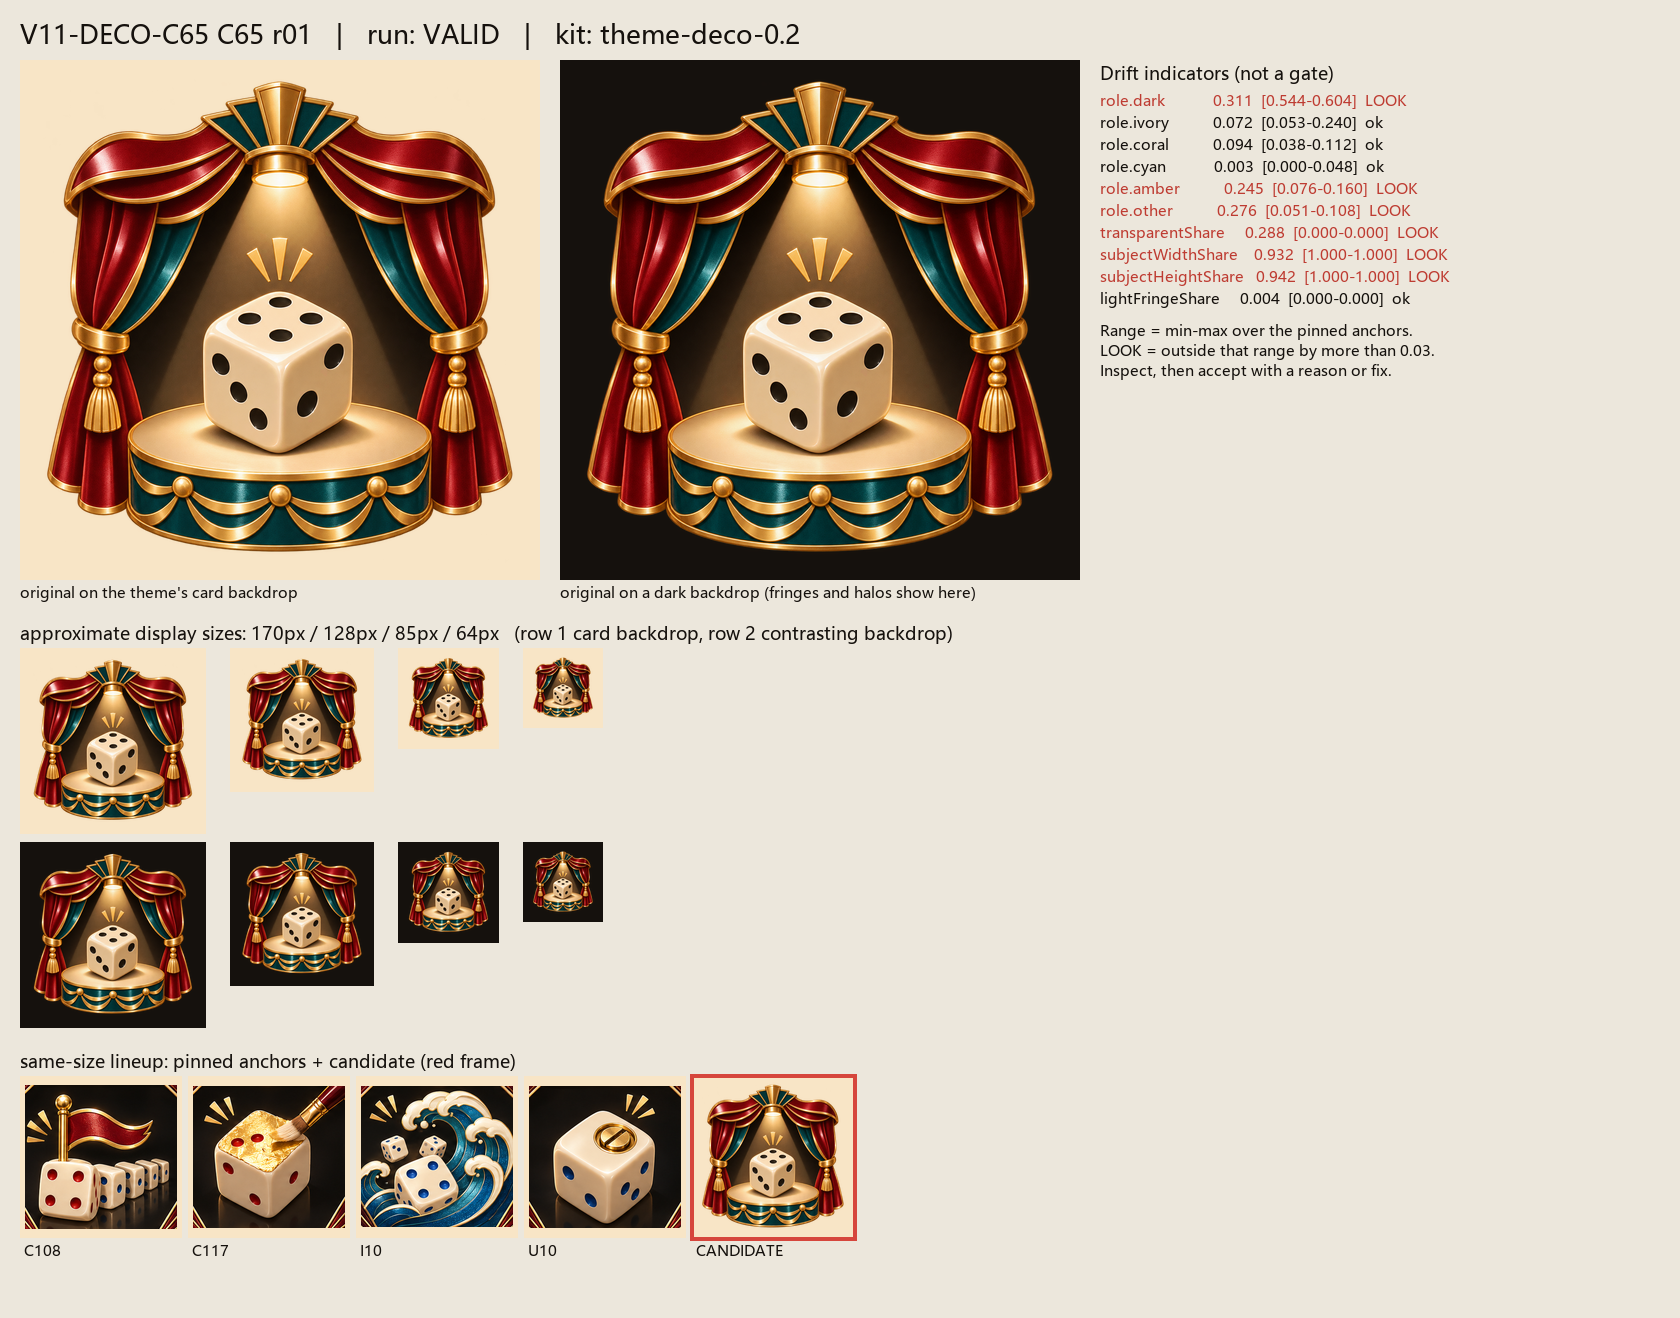 V11-DECO-C65 C65 r01 | run: VALID | kit: theme-deco-0.2
Drift indicators (not a gate)
role.dark 0.311 [0.544-0.604] LOOK
role.ivory 0.072 [0.053-0.240] ok
role.coral 0.094 [0.038-0.112] ok
role.cyan 0.003 [0.000-0.048] ok
role.amber 0.245 [0.076-0.160] LOOK
role.other 0.276 [0.051-0.108] LOOK
transparentShare 0.288 [0.000-0.000] LOOK
subjectWidthShare 0.932 [1.000-1.000] LOOK
subjectHeightShare 0.942 [1.000-1.000] LOOK
lightFringeShare 0.004 [0.000-0.000] ok
Range = min-max over the pinned anchors.
LOOK = outside that range by more than 0.03.
Inspect, then accept with a reason or fix.
original on the theme's card backdrop
original on a dark backdrop (fringes and halos show here)
approximate display sizes: 170px / 128px / 85px / 64px (row 1 card backdrop, row 2 contrasting backdrop)
same-size lineup: pinned anchors + candidate (red frame)
C108
C117
I10
U10
CANDIDATE